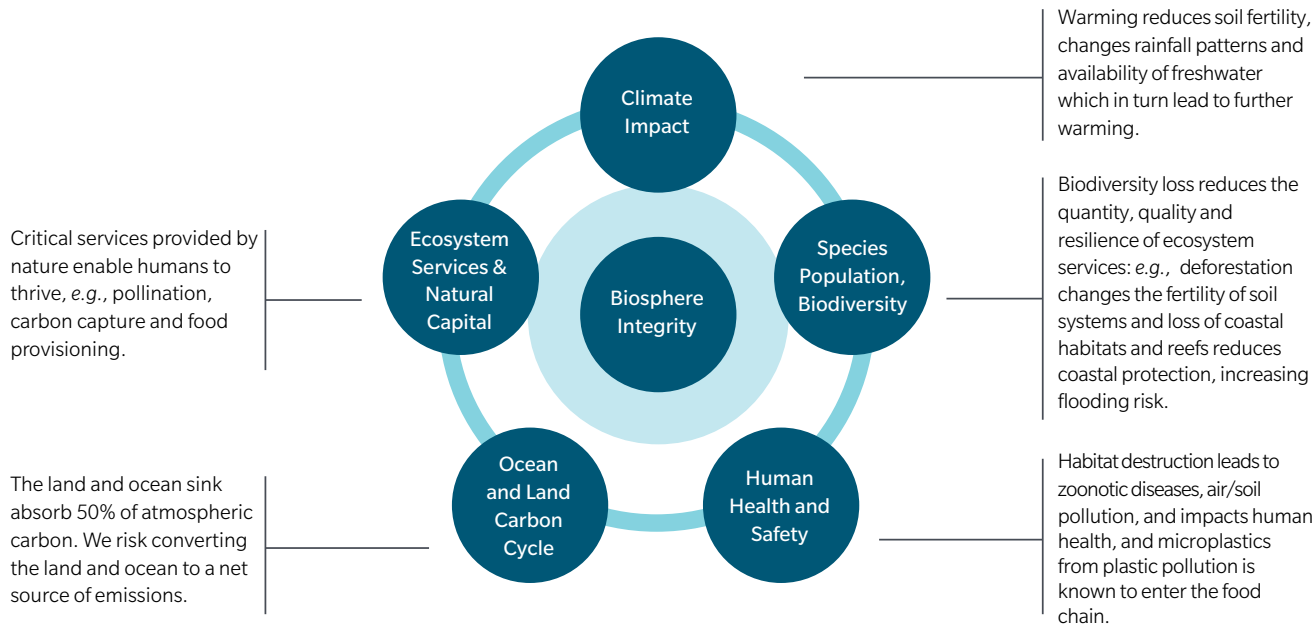 Climate
Impact
Warming reduces soil fertility,
changes rainfall patterns and
availability of freshwater
which in turn lead to further
warming.
Ecosystem
Services &
Natural
Capital
Critical services provided by
nature enable humans to
thrive, e.g., pollination,
carbon capture and food
provisioning.
Biosphere
Integrity
Species
Population,
Biodiversity
Biodiversity loss reduces the
quantity, quality and
resilience of ecosystem
services: e.g., deforestation
changes the fertility of soil
systems and loss of coastal
habitats and reefs reduces
coastal protection, increasing
flooding risk.
Ocean
and Land
Carbon
Cycle
The land and ocean sink
absorb 50% of atmospheric
carbon. We risk converting
the land and ocean to a net
source of emissions.
Human
Health and
Safety
Habitat destruction leads to
zoonotic diseases, air/soil
pollution, and impacts human
health, and microplastics
from plastic pollution is
known to enter the food
chain.